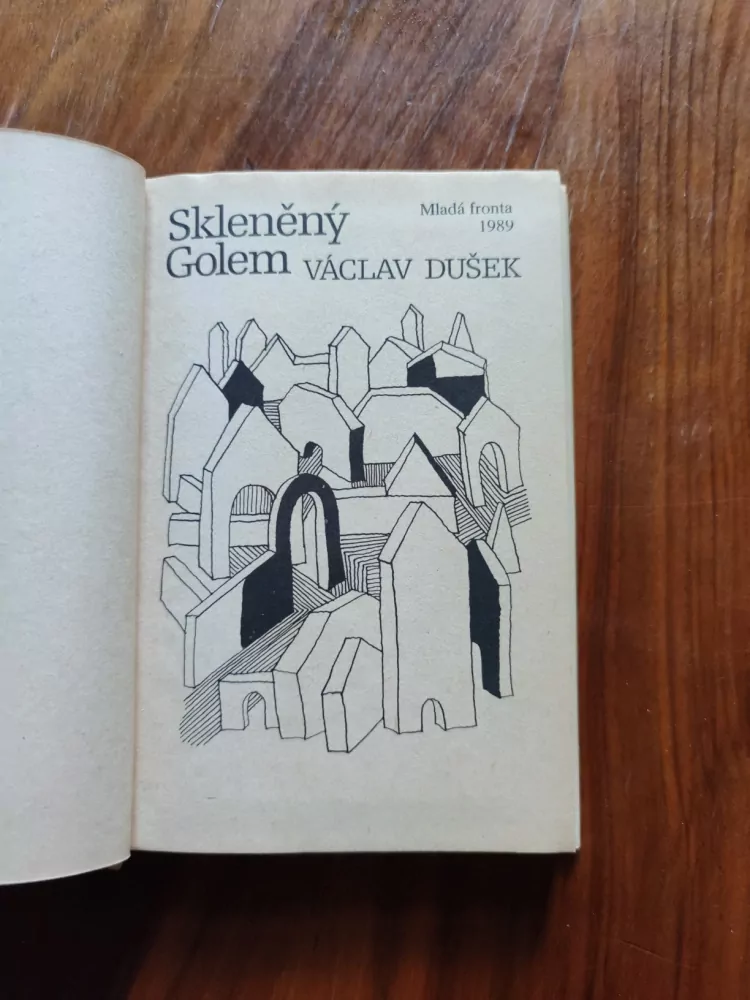 Skleněný
Golem VÁCLAV DUŠEK
Mladá fronta
1989